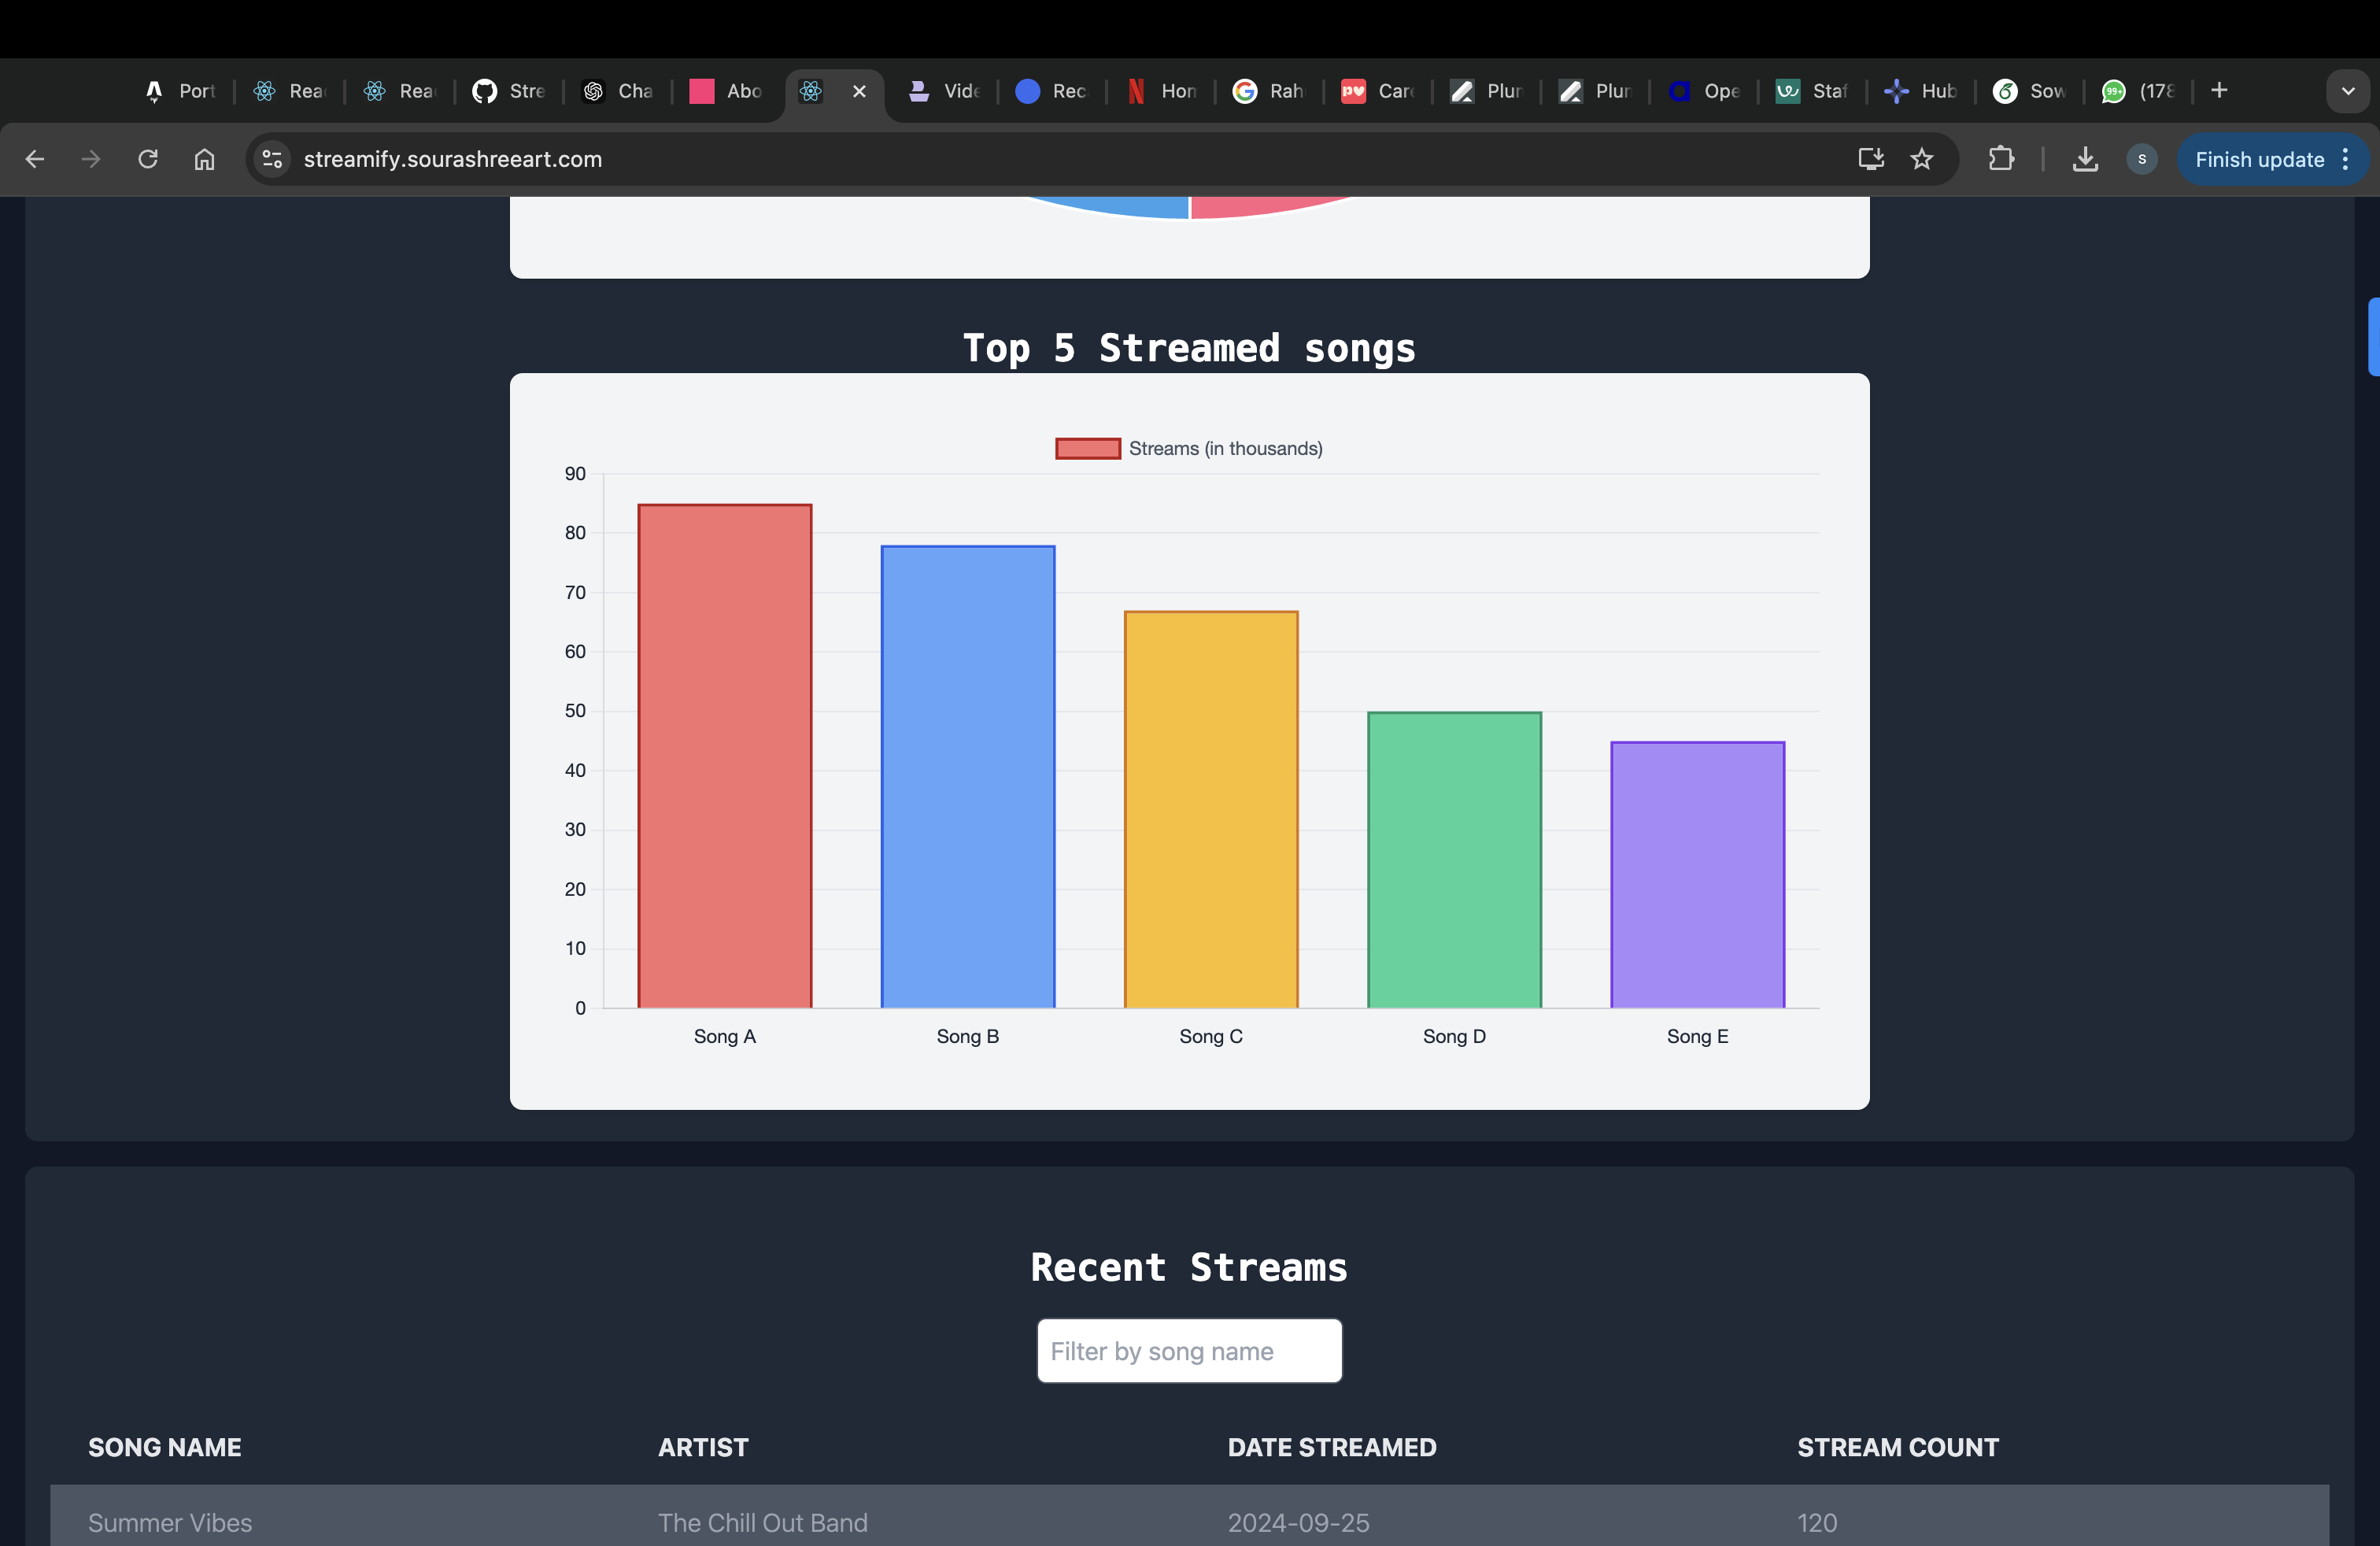 Port Rea Rea Stre Cha Abo Vide Rec Hom Rah Care Plur Plur Ope Staf Hub Sow (178
streamify.sourashreeart.com
S
Finish update
Top 5 Streamed songs
Streams (in thousands)
90
80
70
60
50
40
30
20
10
0
Song A Song B Song C Song D Song E
Recent Streams
Filter by song name
SONG NAME ARTIST DATE STREAMED STREAM COUNT
Summer Vibes The Chill Out Band 2024-09-25 120